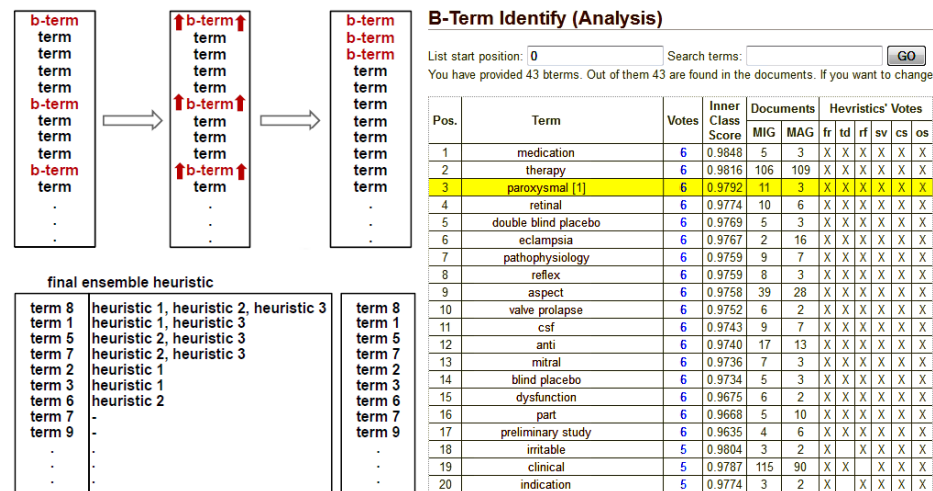 b-term
term
term
term
term
b-term
term
term
term
b-term
term
.
.
.
b-term
term
term
term
term
b-term
term
term
term
b-term
term
.
.
.
b-term
b-term
b-term
term
term
term
term
term
term
term
term
.
.
.
final ensemble heuristic
term 8 heuristic 1, heuristic 2, heuristic 3
term 1 heuristic 1, heuristic 3
term 5 heuristic 2, heuristic 3
term 7 heuristic 2, heuristic 3
term 2 heuristic 1
term 3 heuristic 1
term 6 heuristic 2
term 7 -
term 9 -
. .
. .
. .
term 8
term 1
term 5
term 7
term 2
term 3
term 6
term 7
term 9
.
.
.
B-Term Identify (Analysis)
List start position: 0 Search terms: GO
You have provided 43 bterms. Out of them 43 are found in the documents. If you want to change
Pos. Term Votes Inner Class Score Documents Hevristics' Votes
MIG MAG fr td rf sv cs os
1 medication 6 0.9848 5 3 X X X X X X
2 therapy 6 0.9816 106 109 X X X X X X
3 paroxysmal [1] 6 0.9792 11 3 X X X X X X
4 retinal 6 0.9774 10 6 X X X X X X
5 double blind placebo 6 0.9769 5 3 X X X X X X
6 eclampsia 6 0.9767 2 16 X X X X X X
7 pathophysiology 6 0.9759 9 7 X X X X X X
8 reflex 6 0.9759 8 3 X X X X X X
9 aspect 6 0.9758 39 28 X X X X X X
10 valve prolapse 6 0.9752 6 2 X X X X X X
11 csf 6 0.9743 9 7 X X X X X X
12 anti 6 0.9740 17 13 X X X X X X
13 mitral 6 0.9736 7 3 X X X X X X
14 blind placebo 6 0.9734 5 3 X X X X X X
15 dysfunction 6 0.9675 6 2 X X X X X X
16 part 6 0.9668 5 10 X X X X X X
17 preliminary study 6 0.9635 4 6 X X X X X X
18 irritable 5 0.9804 3 2 X X X X X
19 clinical 5 0.9787 115 90 X X X X X
20 indication 5 0.9774 3 2 X X X X X